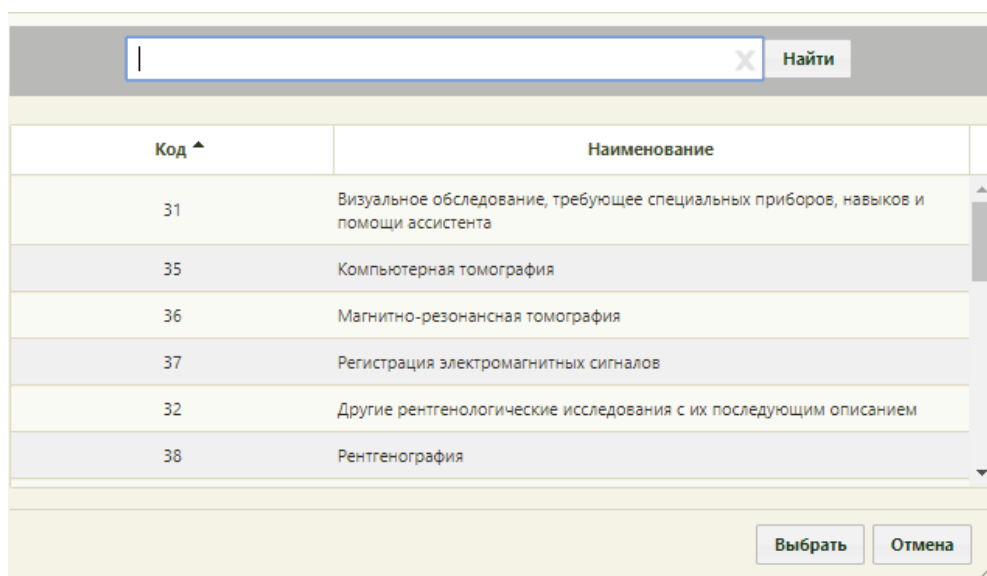 Найти
Код Наименование
31 Визуальное обследование, требующее специальных приборов, навыков и
помощи ассистента
35 Компьютерная томография
36 Магнитно-резонансная томография
37 Регистрация электромагнитных сигналов
32 Другие рентгенологические исследования с их последующим описанием
38 Рентгенография
Выбрать Отмена